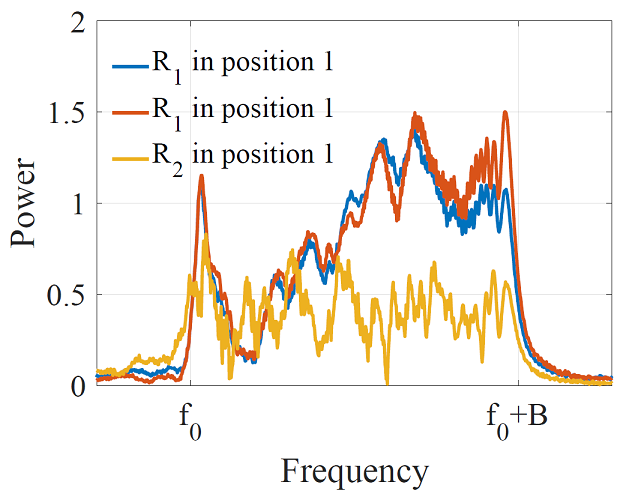 2
R1 in position 1
R1 in position 1
R2 in position 1
1.5
1
0.5
0
Power
f0
f0+B
Frequency